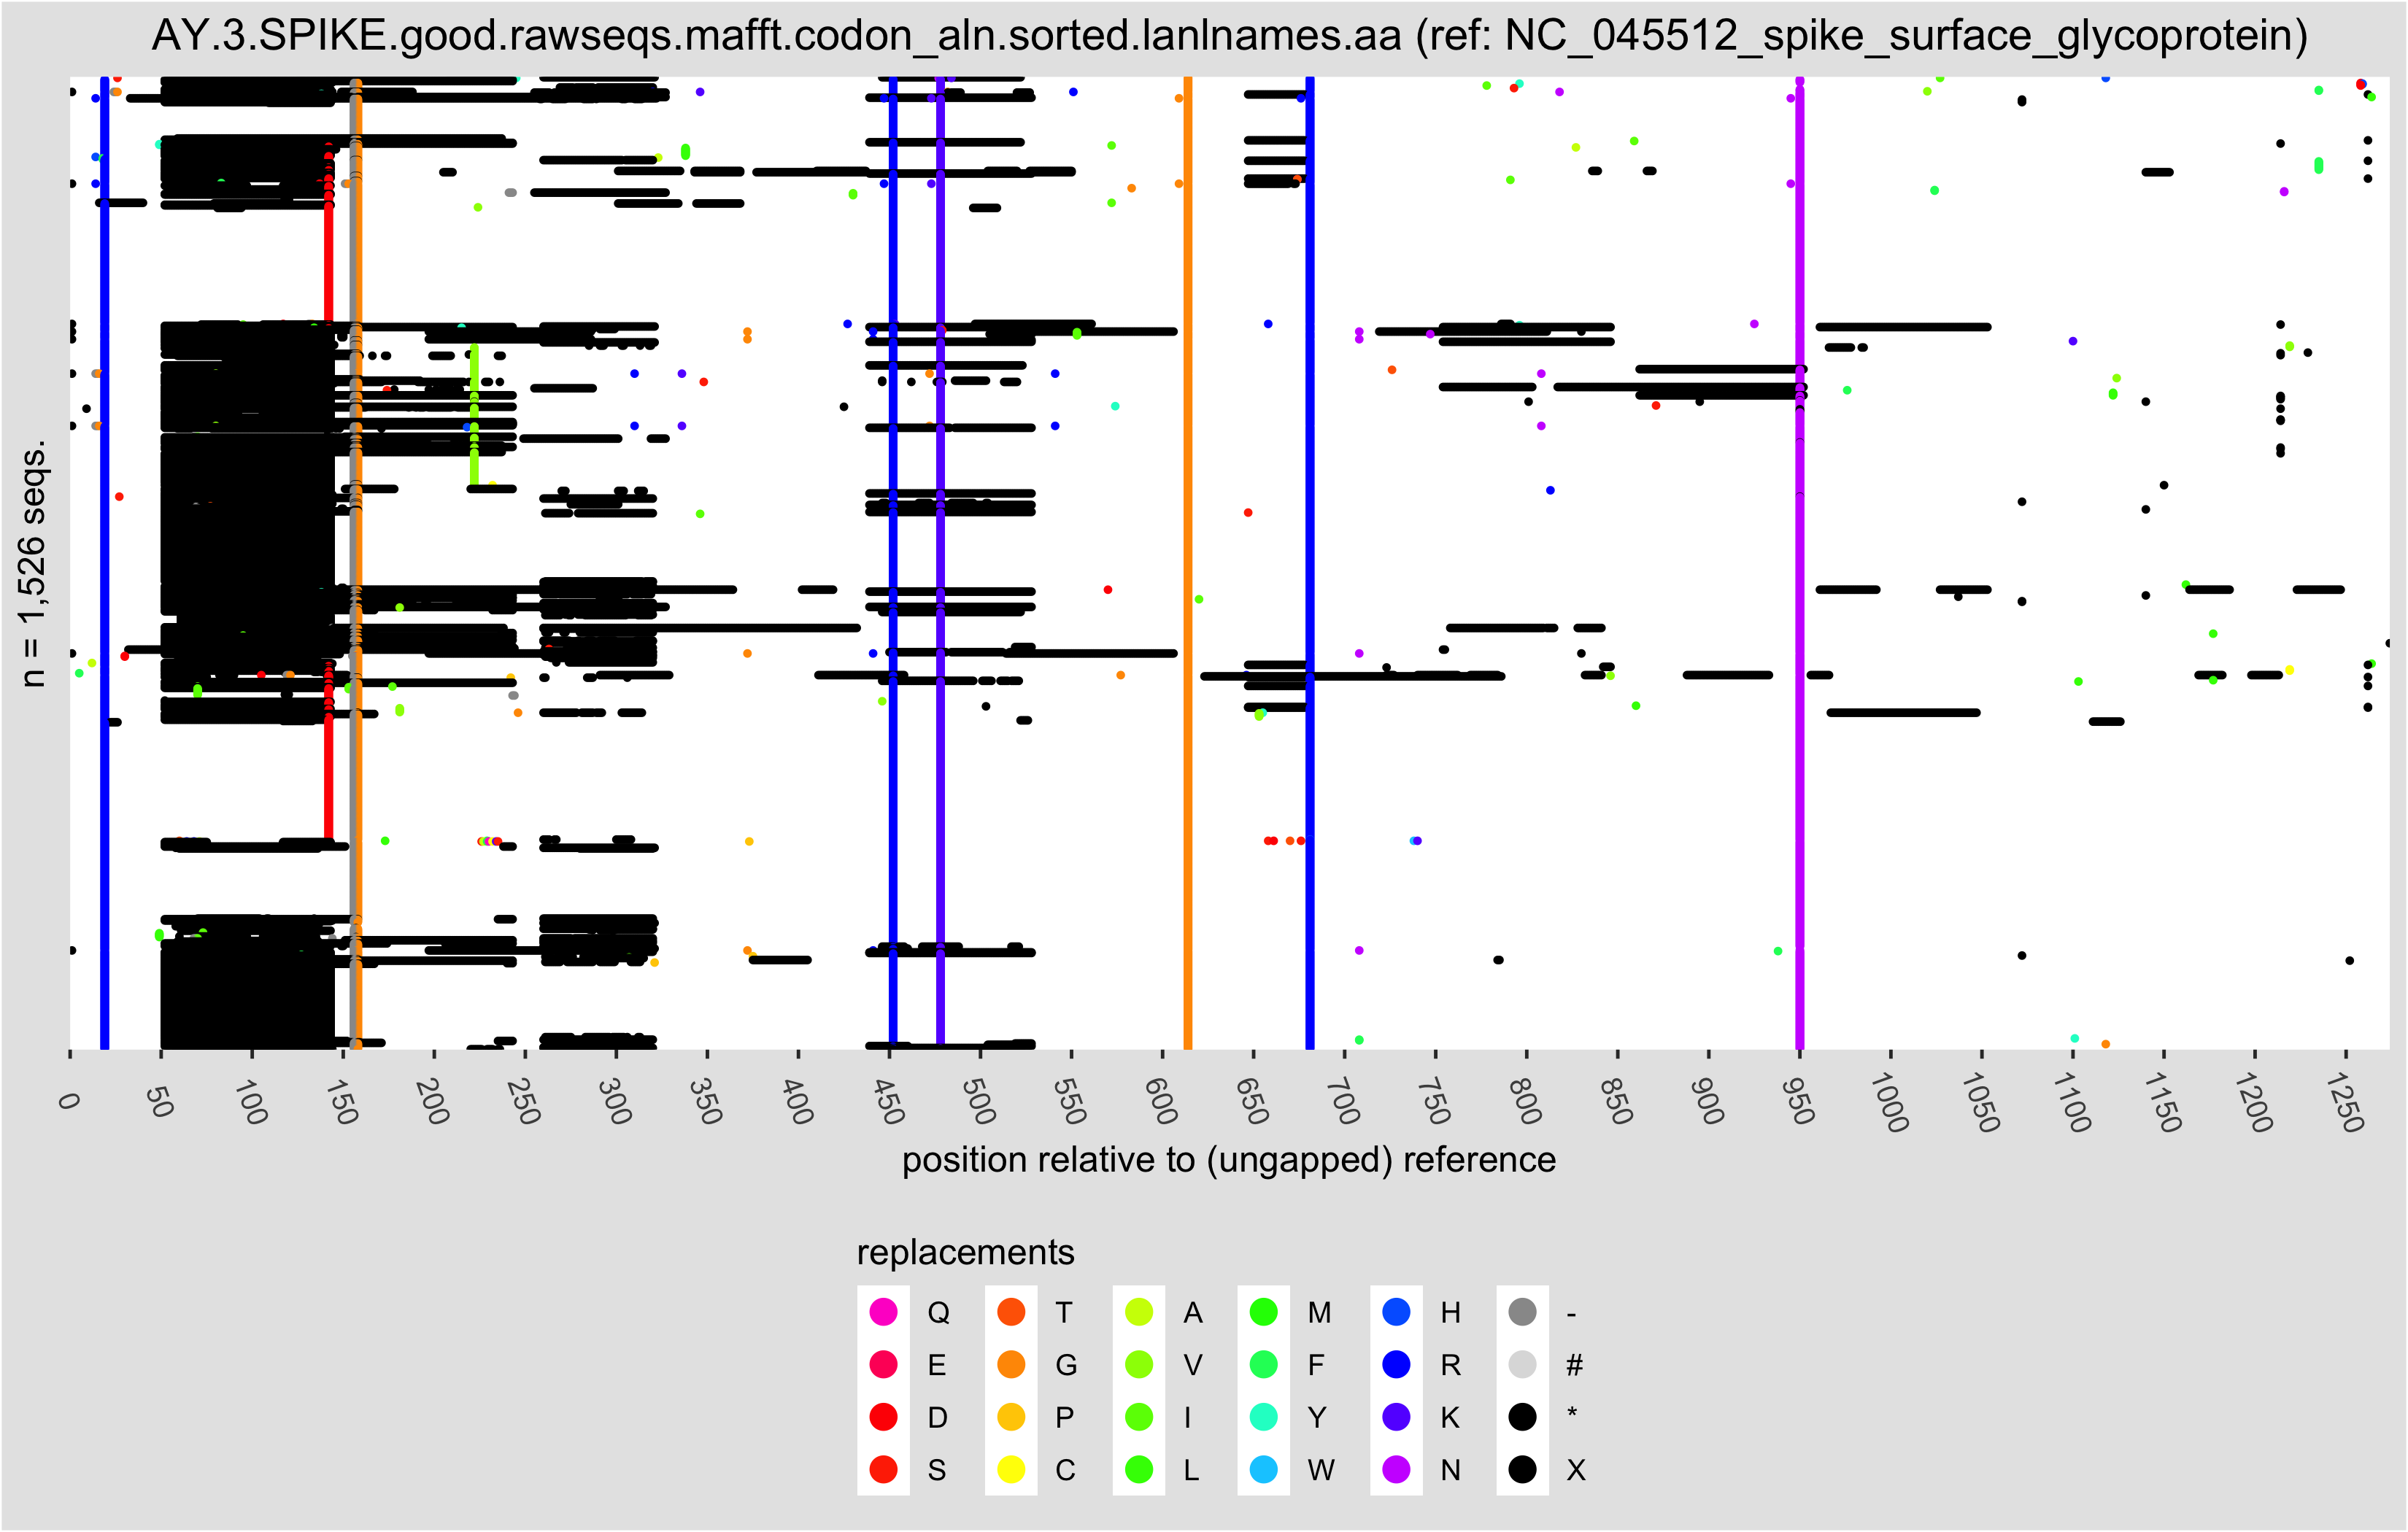 AY.3.SPIKE.good.rawseqs.mafft.codon_aln.sorted.lanlnames.aa (ref: NC_045512_spike_surface_glycoprotein)
n = 1,526 seqs.
0 50 100 150 200 250 300 350 400 450 500 550 600 650 700 750 800 850 900 950 1000 1050 1100 1150 1200 1250
position relative to (ungapped) reference
replacements
Q T A M H -
E G V F R #
D P I Y K *
S C L W N X